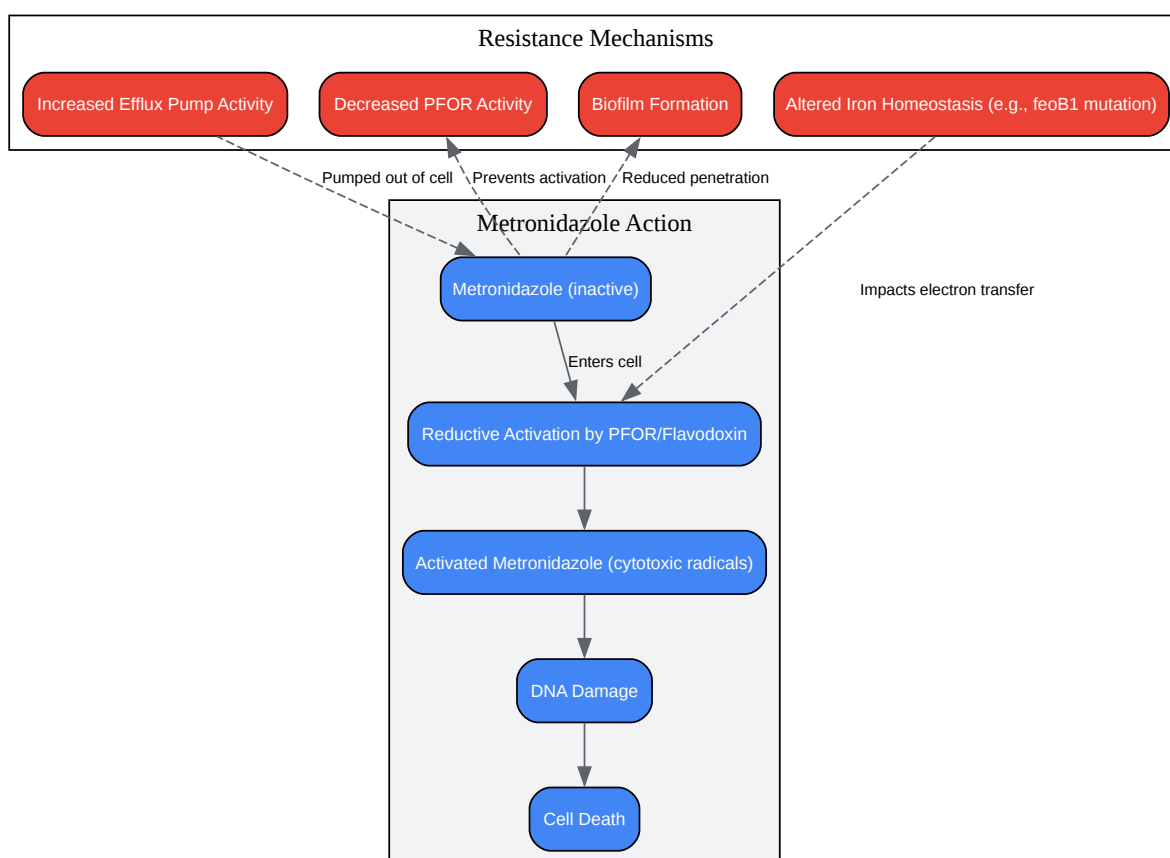 Resistance Mechanisms
Increased Efflux Pump Activity
Decreased PFOR Activity
Biofilm Formation
Altered Iron Homeostasis (e.g., feoB1 mutation)
Pumped out of cell
Prevents activation
Reduced penetration
Metronidazole Action
Metronidazole (inactive)
Impacts electron transfer
Enters cell
Reductive Activation by PFOR/Flavodoxin
Activated Metronidazole (cytotoxic radicals)
DNA Damage
Cell Death